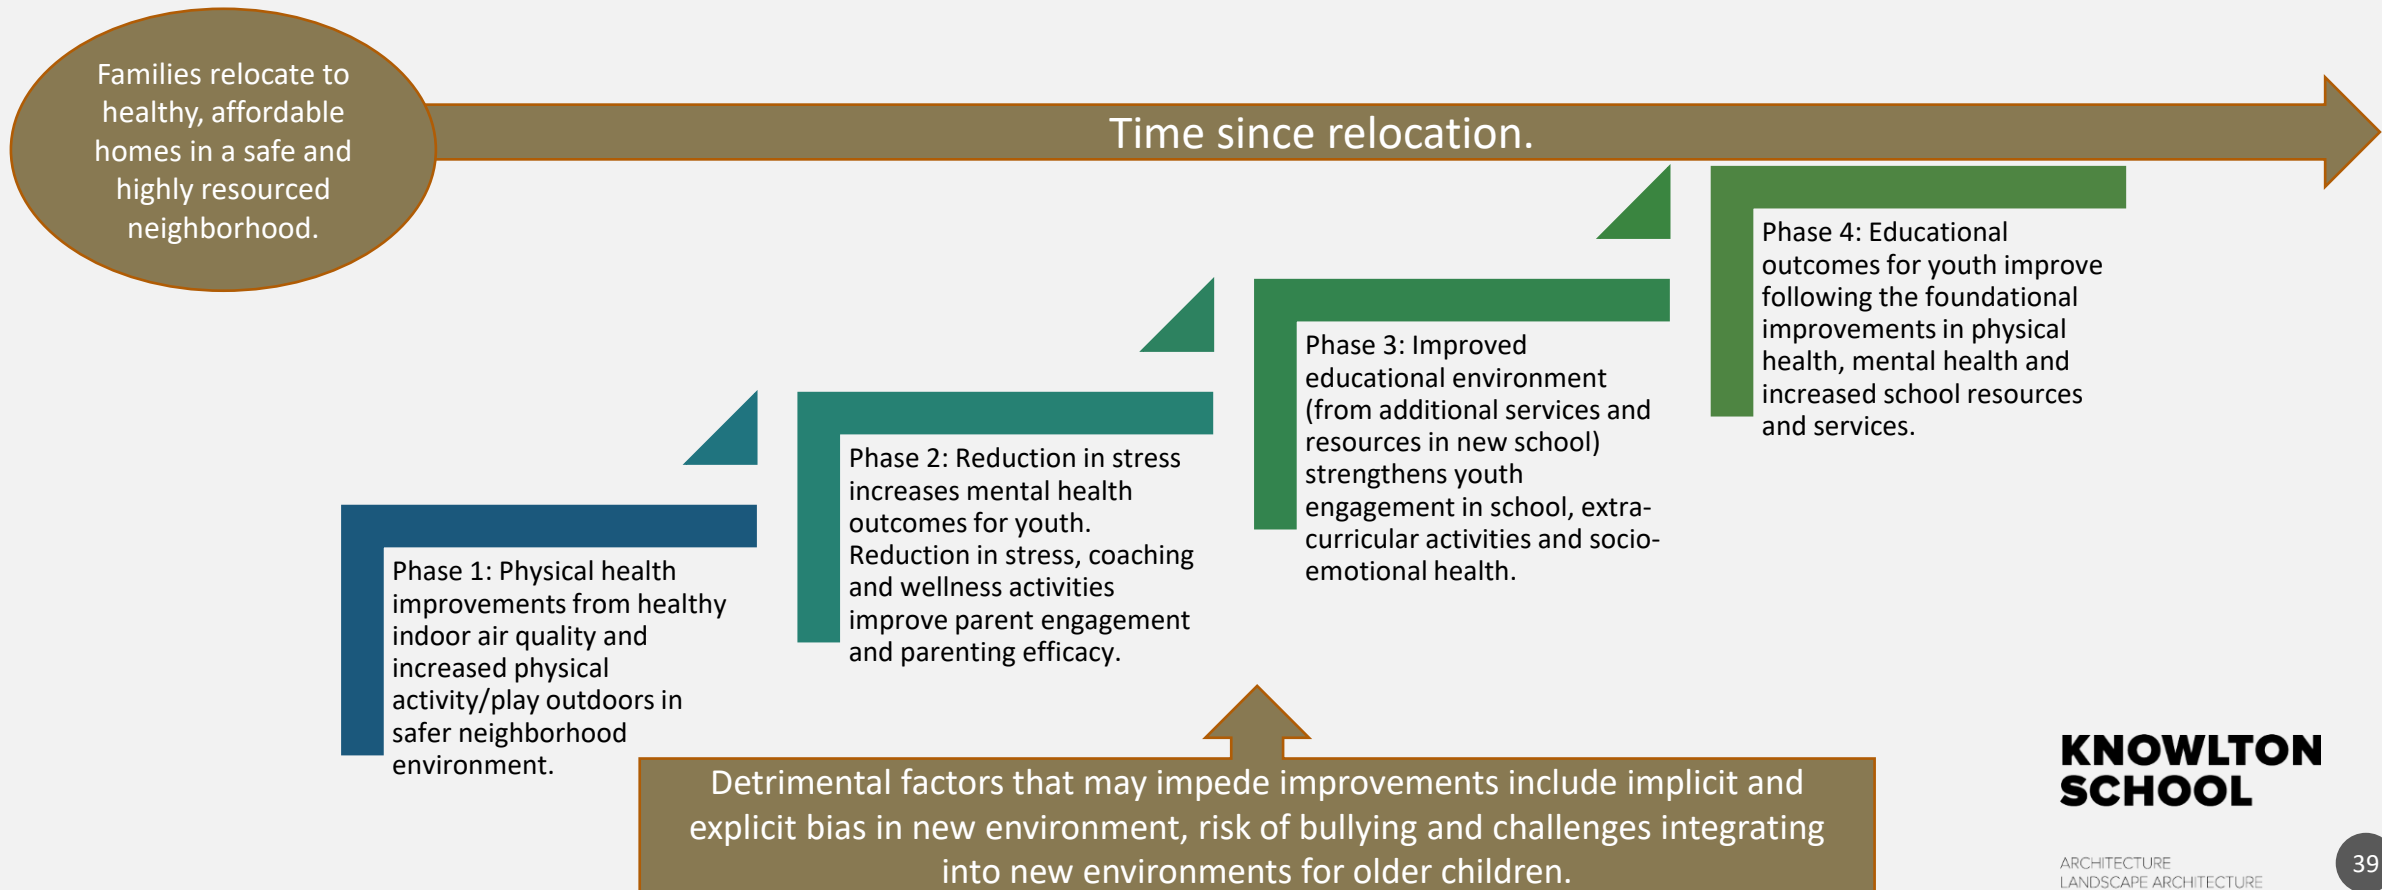 Families relocate to
healthy, affordable
homes in a safe and
highly resourced
neighborhood.
Time since relocation.
Phase 1: Physical health
improvements from healthy
indoor air quality and
increased physical
activity/play outdoors in
safer neighborhood
environment.
Phase 2: Reduction in stress
increases mental health
outcomes for youth.
Reduction in stress, coaching
and wellness activities
improve parent engagement
and parenting efficacy.
Phase 3: Improved
educational environment
(from additional services and
resources in new school)
strengthens youth
engagement in school, extra-
curricular activities and socio-
emotional health.
Phase 4: Educational
outcomes for youth improve
following the foundational
improvements in physical
health, mental health and
increased school resources
and services.
Detrimental factors that may impede improvements include implicit and
explicit bias in new environment, risk of bullying and challenges integrating
into new environments for older children.
KNOWLTON
SCHOOL
ARCHITECTURE
LANDSCAPE ARCHITECTURE
39